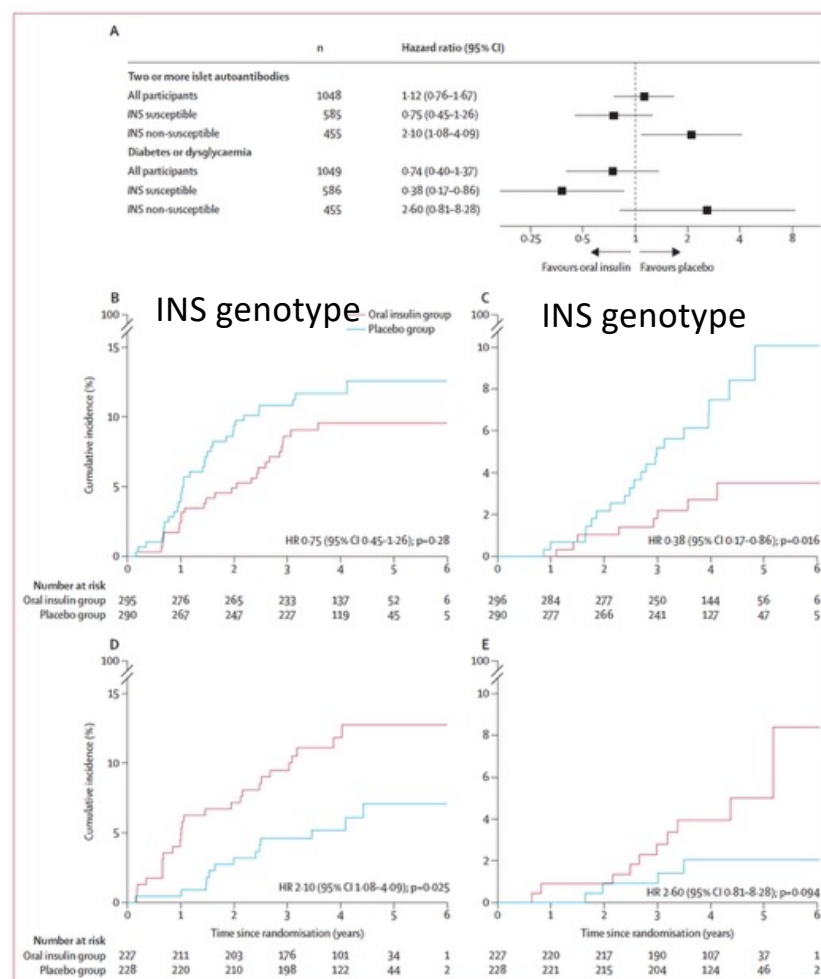 A
n Hazard ratio (95% CI)
Two or more islet autoantibodies
All participants 1048 1·12 (0·76–1·67)
INS susceptible 585 0·75 (0·45–1·26)
INS non-susceptible 455 2·10 (1·08–4·09)
Diabetes or dysglycaemia
All participants 1049 0·74 (0·40–1·37)
INS susceptible 586 0·38 (0·17–0·86)
INS non-susceptible 455 2·60 (0·81–8·28)
0·25 0·5 1 2 4 8
Favours oral insulin Favours placebo
B
INS genotype
Oral insulin group
Placebo group
100
15
10
5
0
Cumulative incidence (%)
HR 0·75 (95% CI 0·45–1·26); p=0·28
0 1 2 3 4 5 6
Number at risk
Oral insulin group 295 276 265 233 137 52 6
Placebo group 290 267 247 227 119 45 5
C
INS genotype
100
10
8
6
4
2
0
HR 0·38 (95% CI 0·17–0·86); p=0·016
0 1 2 3 4 5 6
296 284 277 250 144 56 6
290 277 266 241 127 47 5
D
100
15
10
5
0
Cumulative incidence (%)
HR 2·10 (95% CI 1·08–4·09); p=0·025
0 1 2 3 4 5 6
Time since randomisation (years)
Number at risk
Oral insulin group 227 211 203 176 101 34 1
Placebo group 228 220 210 198 122 44 2
E
100
10
8
6
4
2
0
HR 2·60 (95% CI 0·81–8·28); p=0·094
0 1 2 3 4 5 6
Time since randomisation (years)
227 220 217 190 107 37 1
228 221 215 204 126 46 2